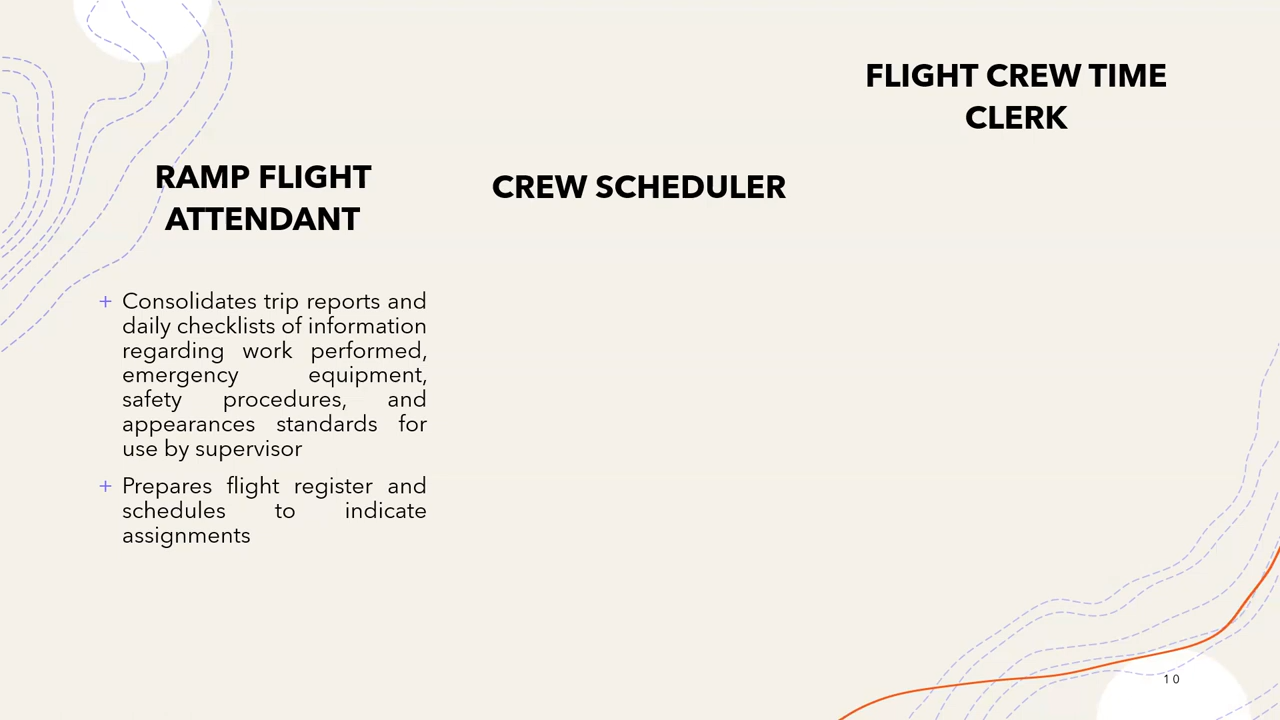 FLIGHT CREW TIME
CLERK
RAMP FLIGHT
ATTENDANT
CREW SCHEDULER
+ Consolidates trip reports and
daily checklists of information
regarding work performed,
emergency equipment,
safety procedures, and
appearances standards for
use by supervisor
+ Prepares flight register and
schedules to indicate
assignments
10